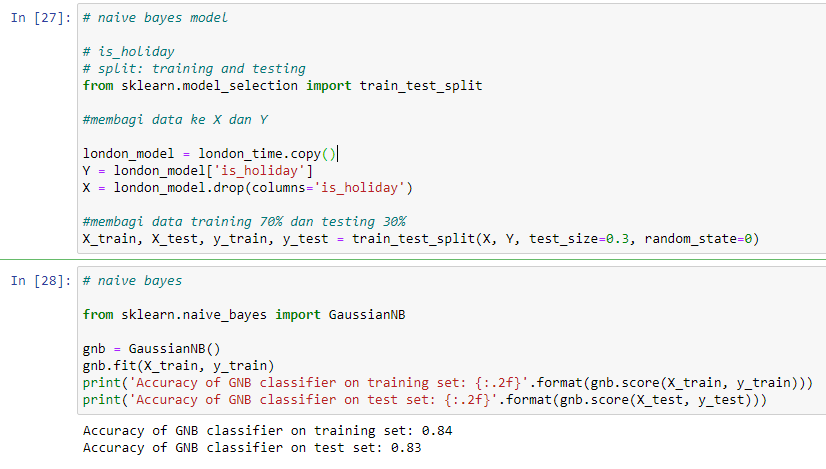 In [27]: # naive bayes model
# is_holiday
# split: training and testing
from sklearn.model_selection import train_test_split
#membagi data ke X dan Y
london_model = london_time.copy()
Y = london_model['is_holiday']
X = london_model.drop(columns='is_holiday')
#membagi data training 70% dan testing 30%
X_train, X_test, y_train, y_test = train_test_split(X, Y, test_size=0.3, random_state=0)
In [28]: # naive bayes
from sklearn.naive_bayes import GaussianNB
gnb = GaussianNB()
gnb.fit(X_train, y_train)
print('Accuracy of GNB classifier on training set: {:.2f}'.format(gnb.score(X_train, y_train)))
print('Accuracy of GNB classifier on test set: {:.2f}'.format(gnb.score(X_test, y_test)))
Accuracy of GNB classifier on training set: 0.84
Accuracy of GNB classifier on test set: 0.83